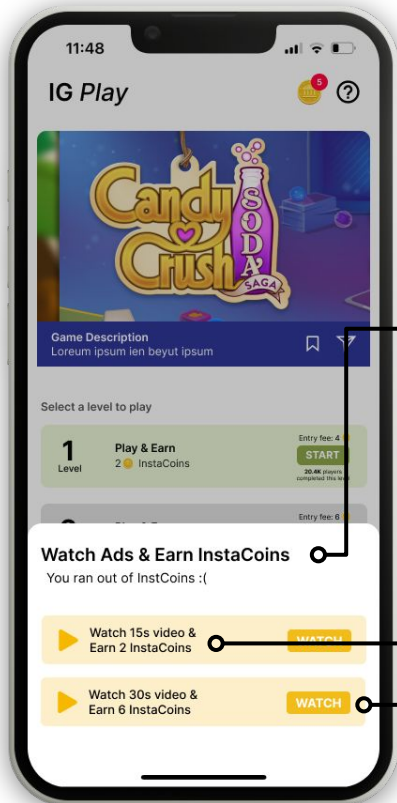 11:48
IG Play
5
Candy
Crush
SODA
SAGA
Game Description
Loreum ipsum ien beyut ipsum
Select a level to play
1
Level
Play & Earn
2 InstaCoins
Entry fee: 4
START
20.4K players
completed this level
Entry fee: 6
Watch Ads & Earn InstaCoins
You ran out of InstCoins :(
Watch 15s video &
Earn 2 InstaCoins
WATCH
Watch 30s video &
Earn 6 InstaCoins
WATCH